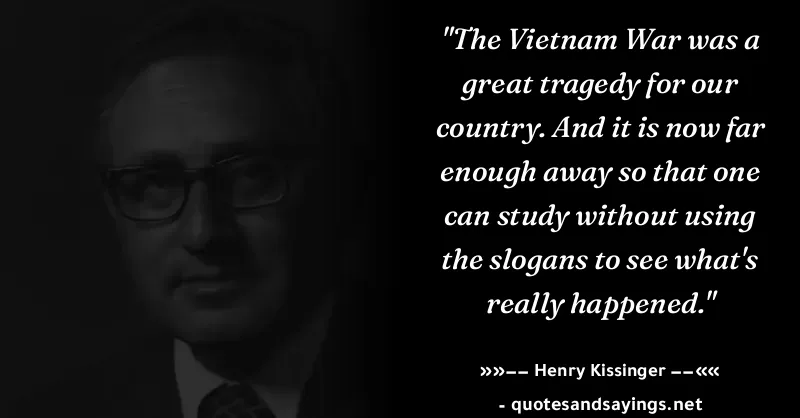 "The Vietnam War was a
great tragedy for our
country. And it is now far
enough away so that one
can study without using
the slogans to see what's
really happened."
»»−− Henry Kissinger −−««
- quotesandsayings.net